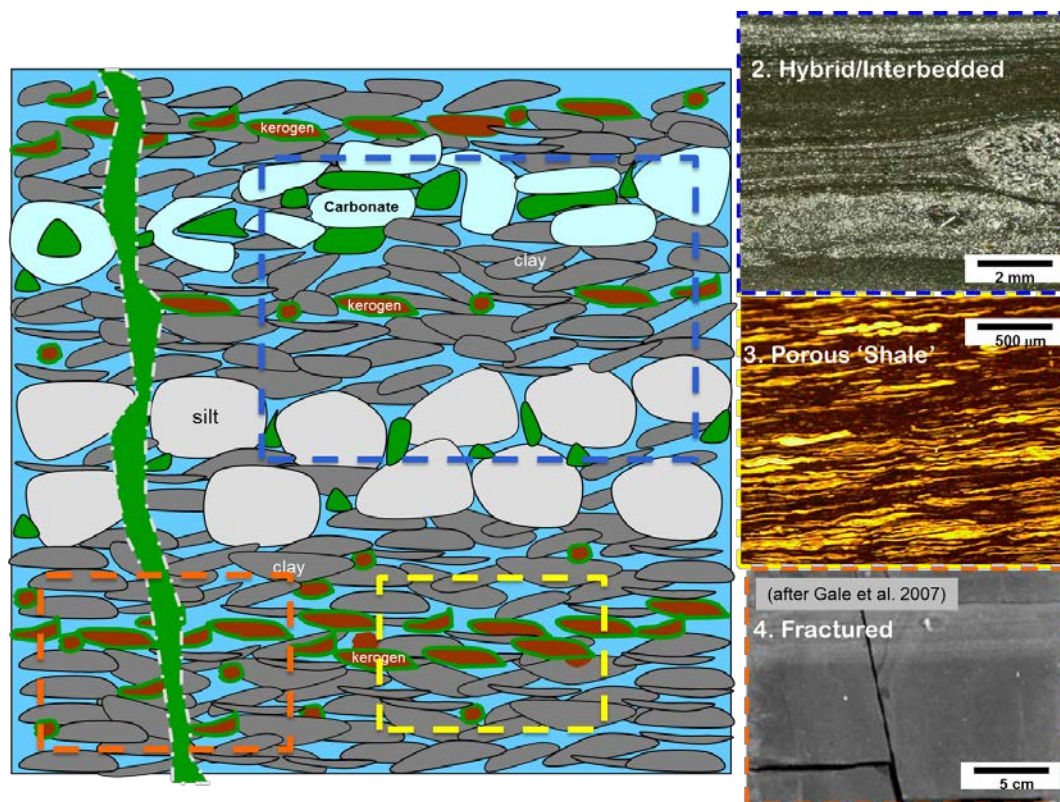 kerogen
Carbonate
clay
kerogen
silt
clay
kerogen
2. Hybrid/Interbedded
2 mm
500 µm
3. Porous ‘Shale’
(after Gale et al. 2007)
4. Fractured
5 cm